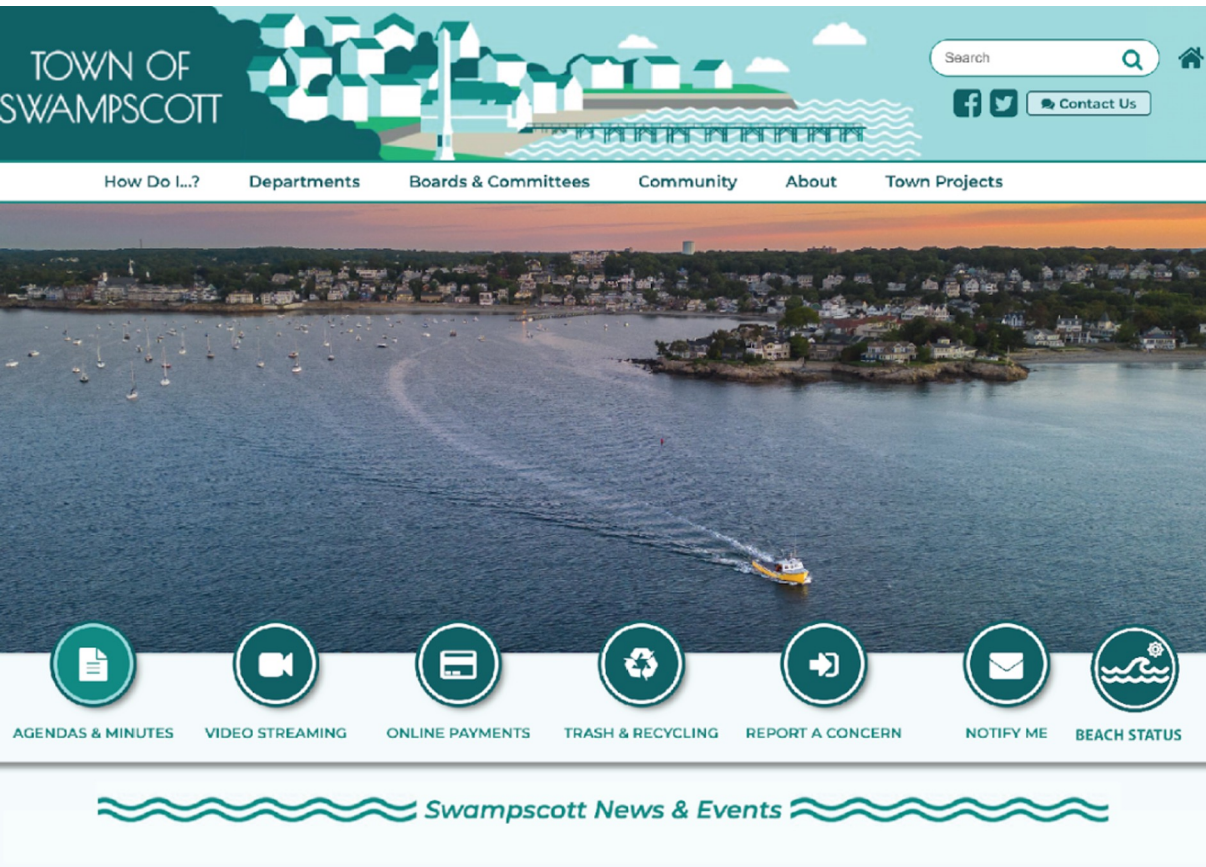 TOWN OF
SWAMPSCOTT
Search
Contact Us
How Do I...?
Departments
Boards & Committees
Community
About
Town Projects
AGENDAS & MINUTES
VIDEO STREAMING
ONLINE PAYMENTS
TRASH & RECYCLING
REPORT A CONCERN
NOTIFY ME
BEACH STATUS
Swampscott News & Events